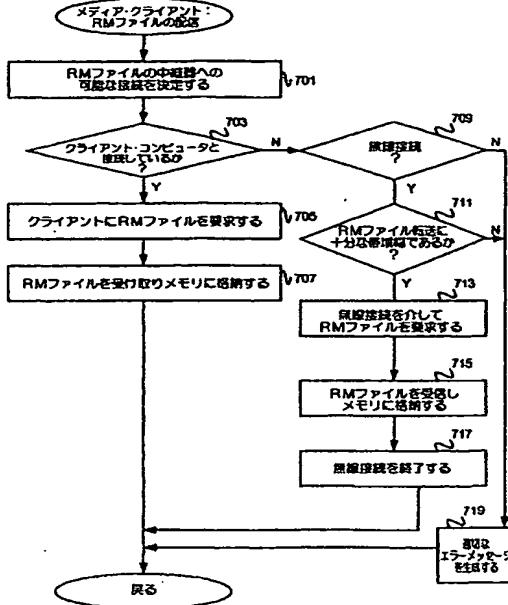 メディア・クライアント：
RMファイルの配信
RMファイルの中継器への
可能な接続を決定する
701
703
クライアント・コンピュータと
接続しているか
?
N
Y
709
無線接続
?
N
Y
クライアントにRMファイルを要求する
705
711
RMファイル転送に
十分な帯域幅であるか
?
N
Y
RMファイルを受け取りメモリに格納する
707
713
無線接続を介して
RMファイルを要求する
715
RMファイルを受信し
メモリに格納する
717
無線接続を終了する
719
適切な
エラーメッセージ
を生成する
戻る